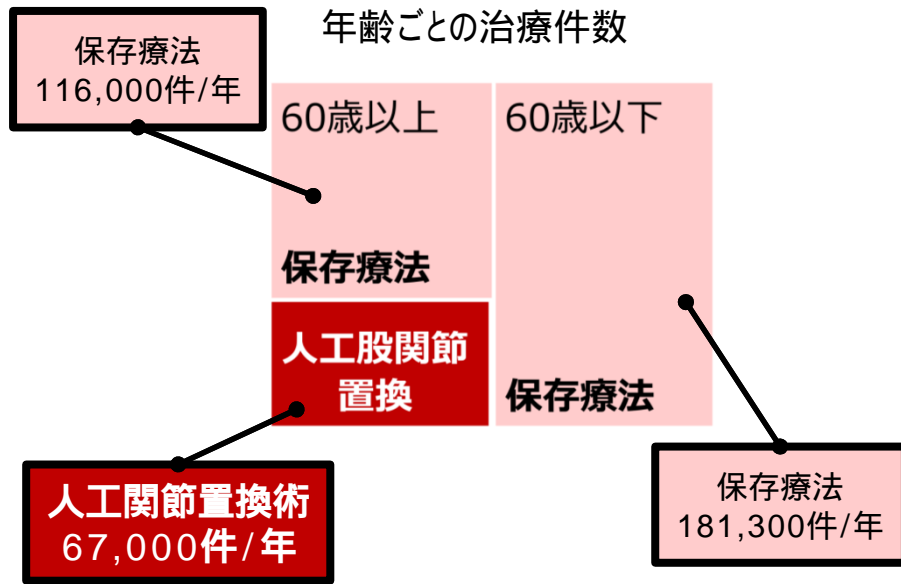 年齢ごとの治療件数
保存療法
116,000件/年
60歳以上
60歳以下
保存療法
人工股関節
置換
保存療法
人工関節置換術
67,000件/年
保存療法
181,300件/年